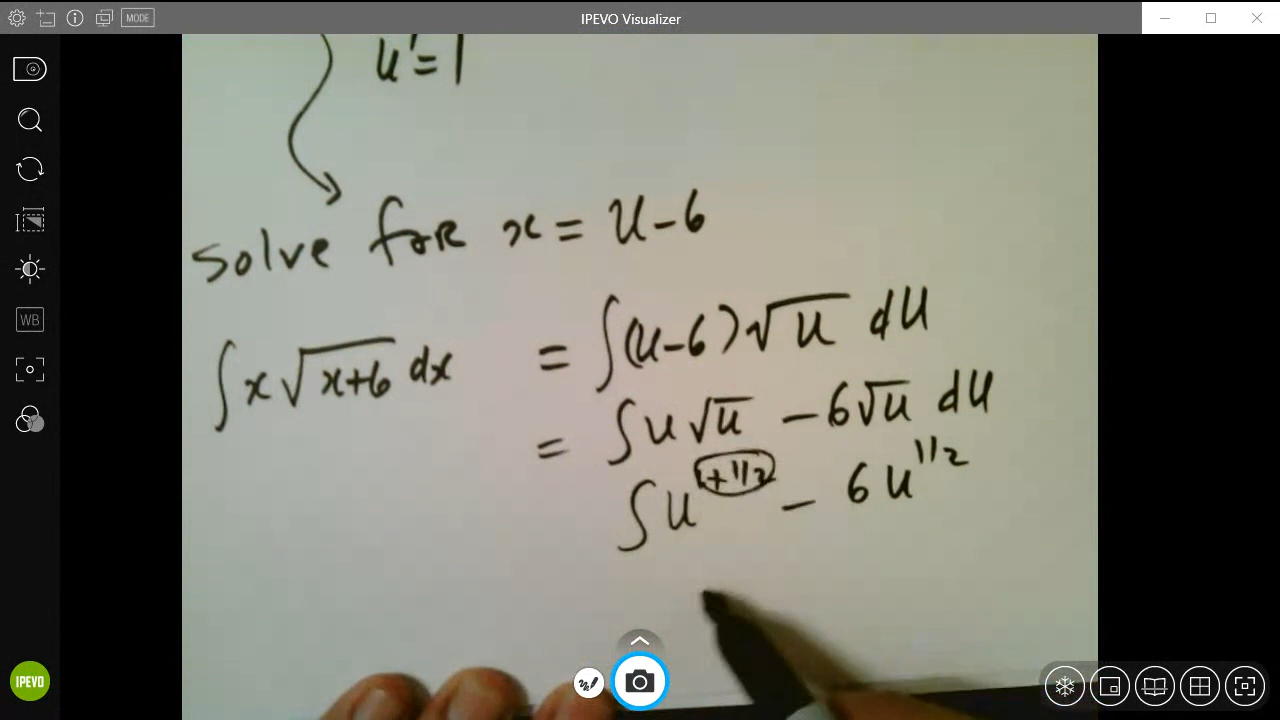 MODE
IPEVO Visualizer
WB
u'=1
solve for x = u-6
∫x√(x+6) dx = ∫(u-6)√u du
= ∫u√u - 6√u du
∫u^(1+1/2) - 6u^(1/2)
IPEVO